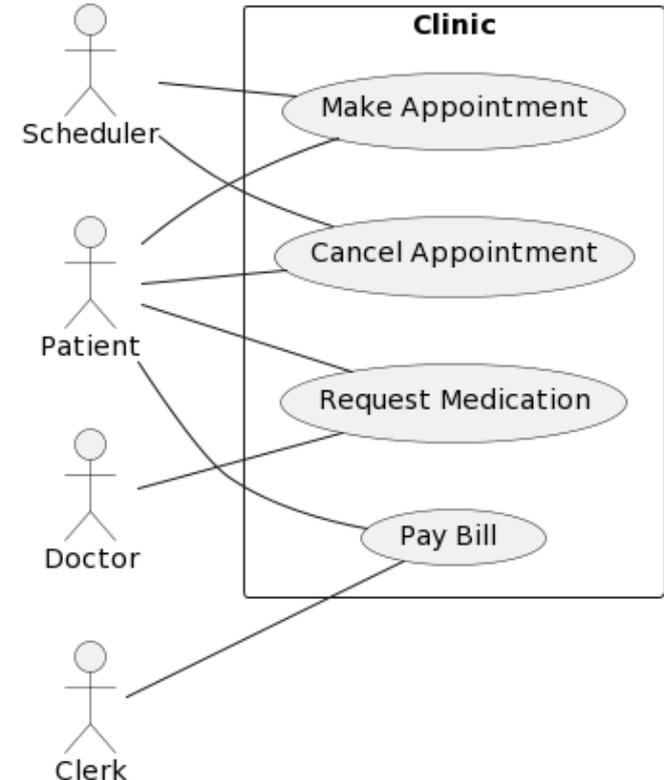 Clinic
Scheduler
Make Appointment
Cancel Appointment
Patient
Request Medication
Doctor
Pay Bill
Clerk